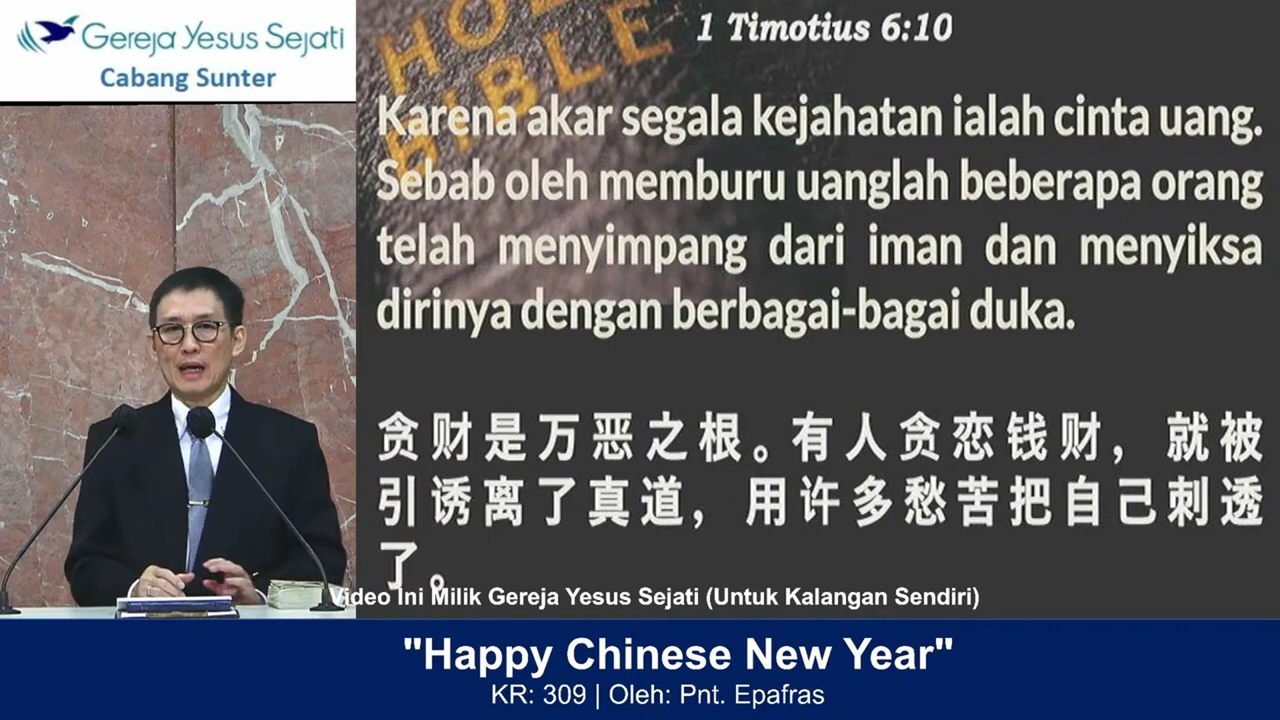 Gereja Yesus Sejati
Cabang Sunter
HOLY
BIBLE
1 Timotius 6:10
Karena akar segala kejahatan ialah cinta uang.
Sebab oleh memburu uanglah beberapa orang
telah menyimpang dari iman dan menyiksa
dirinya dengan berbagai-bagai duka.
贪财是万恶之根。有人贪恋钱财，就被
引诱离了真道，用许多愁苦把自己刺透
了。
Video Ini Milik Gereja Yesus Sejati (Untuk Kalangan Sendiri)
"Happy Chinese New Year"
KR: 309 | Oleh: Pnt. Epafras